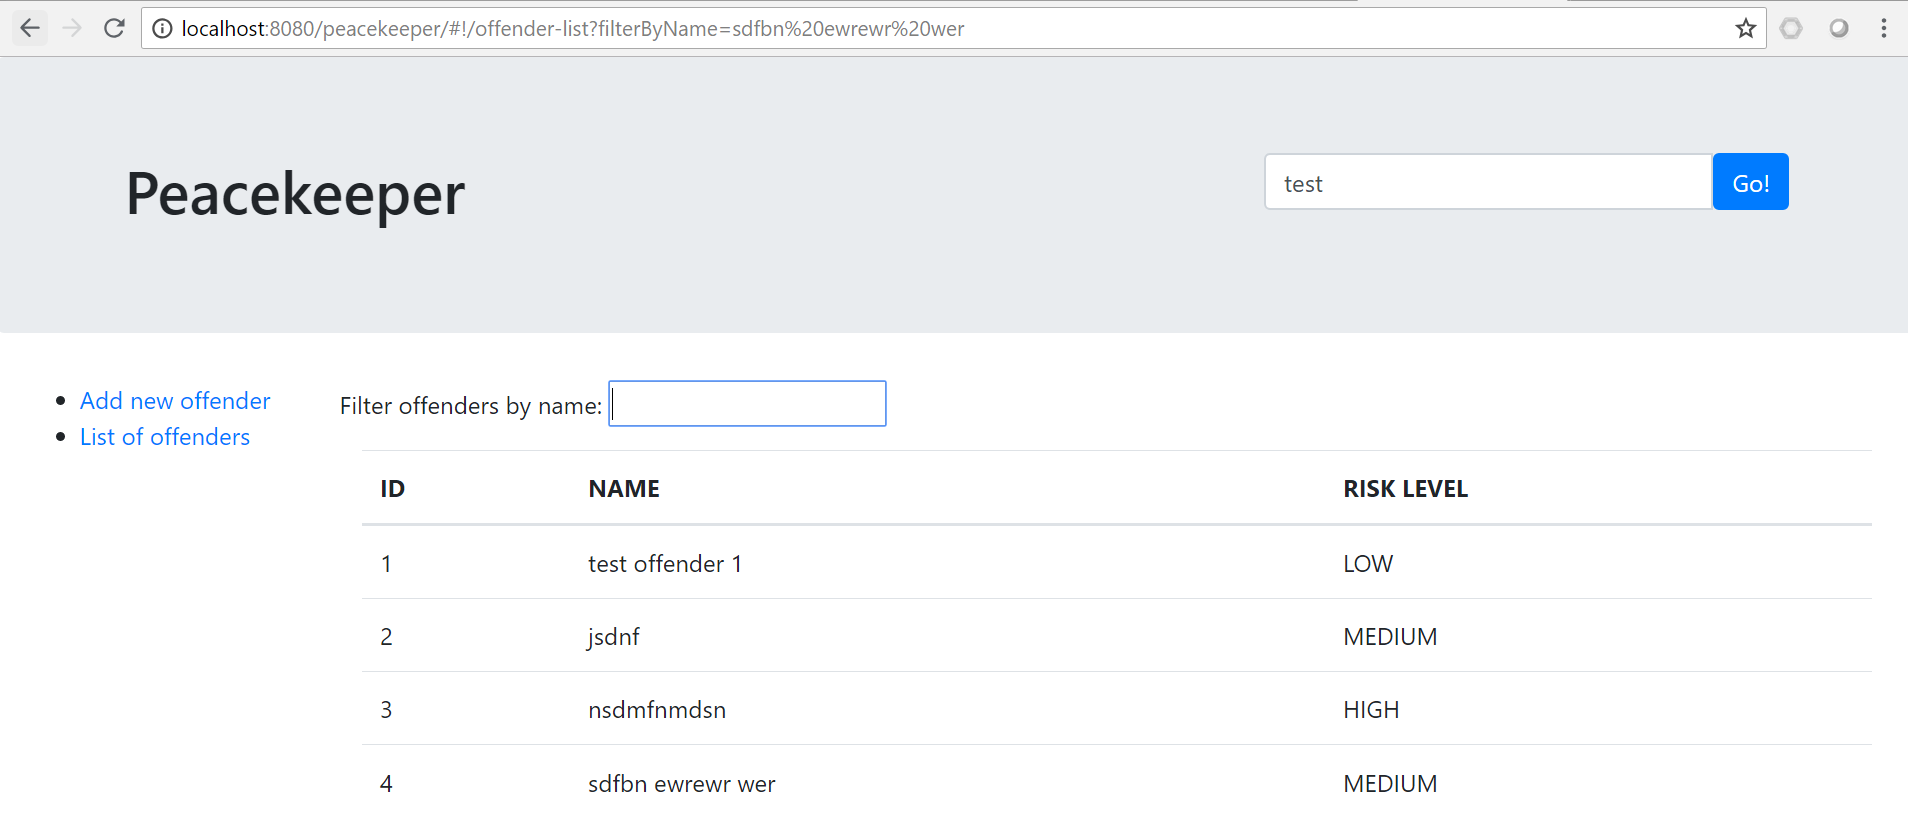 localhost:8080/peacekeeper/#!/offender-list?filterByName=sdfbn%20ewrewr%20wer
Peacekeeper
test Go!
Add new offender
List of offenders
Filter offenders by name:
ID NAME RISK LEVEL
1 test offender 1 LOW
2 jsdnf MEDIUM
3 nsdmfnmdsn HIGH
4 sdfbn ewrewr wer MEDIUM